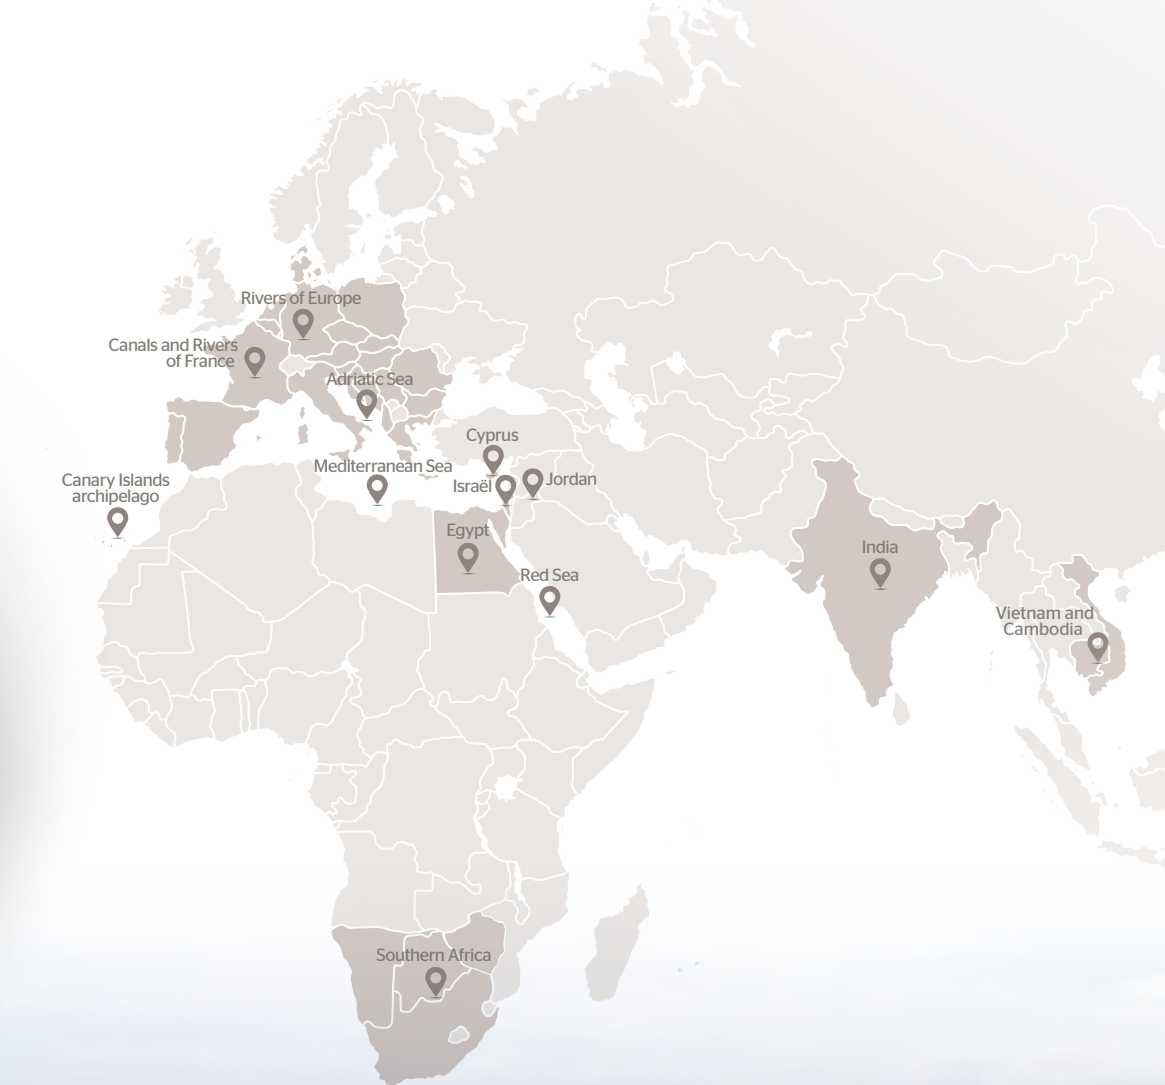 Rivers of Europe
Canals and Rivers
of France
Adriatic Sea
Cyprus
Mediterranean Sea
Israël
Jordan
Canary Islands
archipelago
Egypt
Red Sea
India
Vietnam and
Cambodia
Southern Africa